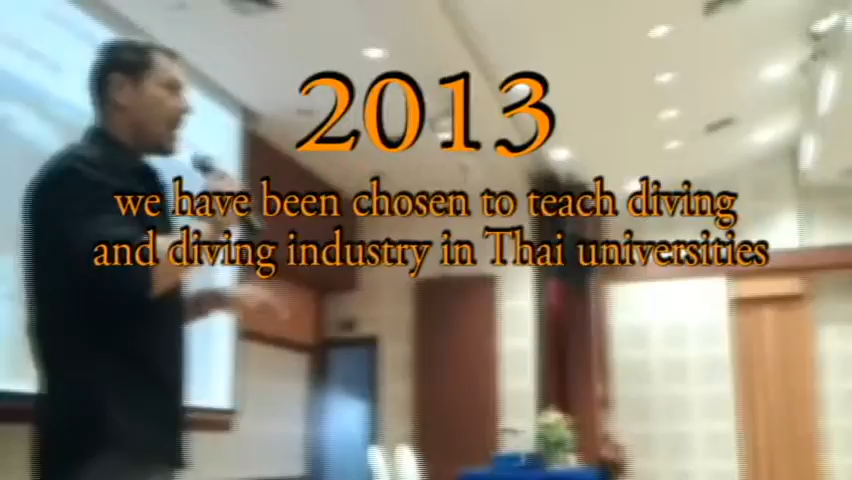 2013
we have been chosen to teach diving
and diving industry in Thai universities